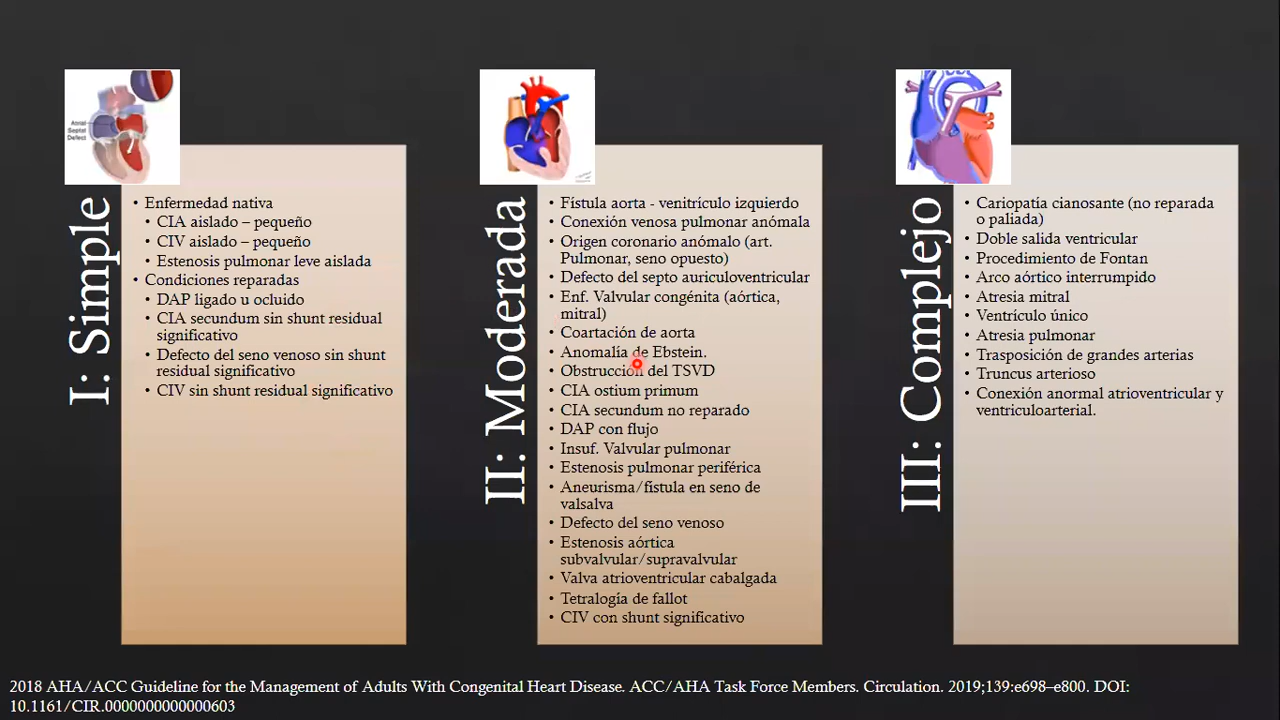 Atrial
Septal
Defect
I: Simple
• Enfermedad nativa
• CIA aislado – pequeño
• CIV aislado – pequeño
• Estenosis pulmonar leve aislada
• Condiciones reparadas
• DAP ligado u ocluido
• CIA secundum sin shunt residual
significativo
• Defecto del seno venoso sin shunt
residual significativo
• CIV sin shunt residual significativo
II: Moderada
• Fístula aorta - venitrículo izquierdo
• Conexión venosa pulmonar anómala
• Origen coronario anómalo (art.
Pulmonar, seno opuesto)
• Defecto del septo auriculoventricular
• Enf. Valvular congénita (aórtica,
mitral)
• Coartación de aorta
• Anomalía de Ebstein.
• Obstrucción del TSVD
• CIA ostium primum
• CIA secundum no reparado
• DAP con flujo
• Insuf. Valvular pulmonar
• Estenosis pulmonar periférica
• Aneurisma/fístula en seno de
valsalva
• Defecto del seno venoso
• Estenosis aórtica
subvalvular/supravalvular
• Valva atrioventricular cabalgada
• Tetralogía de fallot
• CIV con shunt significativo
III: Complejo
• Cariopatía cianosante (no reparada
o paliada)
• Doble salida ventricular
• Procedimiento de Fontan
• Arco aórtico interrumpido
• Atresia mitral
• Ventrículo único
• Atresia pulmonar
• Trasposición de grandes arterias
• Truncus arterioso
• Conexión anormal atrioventricular y
ventriculoarterial.
2018 AHA/ACC Guideline for the Management of Adults With Congenital Heart Disease. ACC/AHA Task Force Members. Circulation. 2019;139:e698–e800. DOI:
10.1161/CIR.0000000000000603